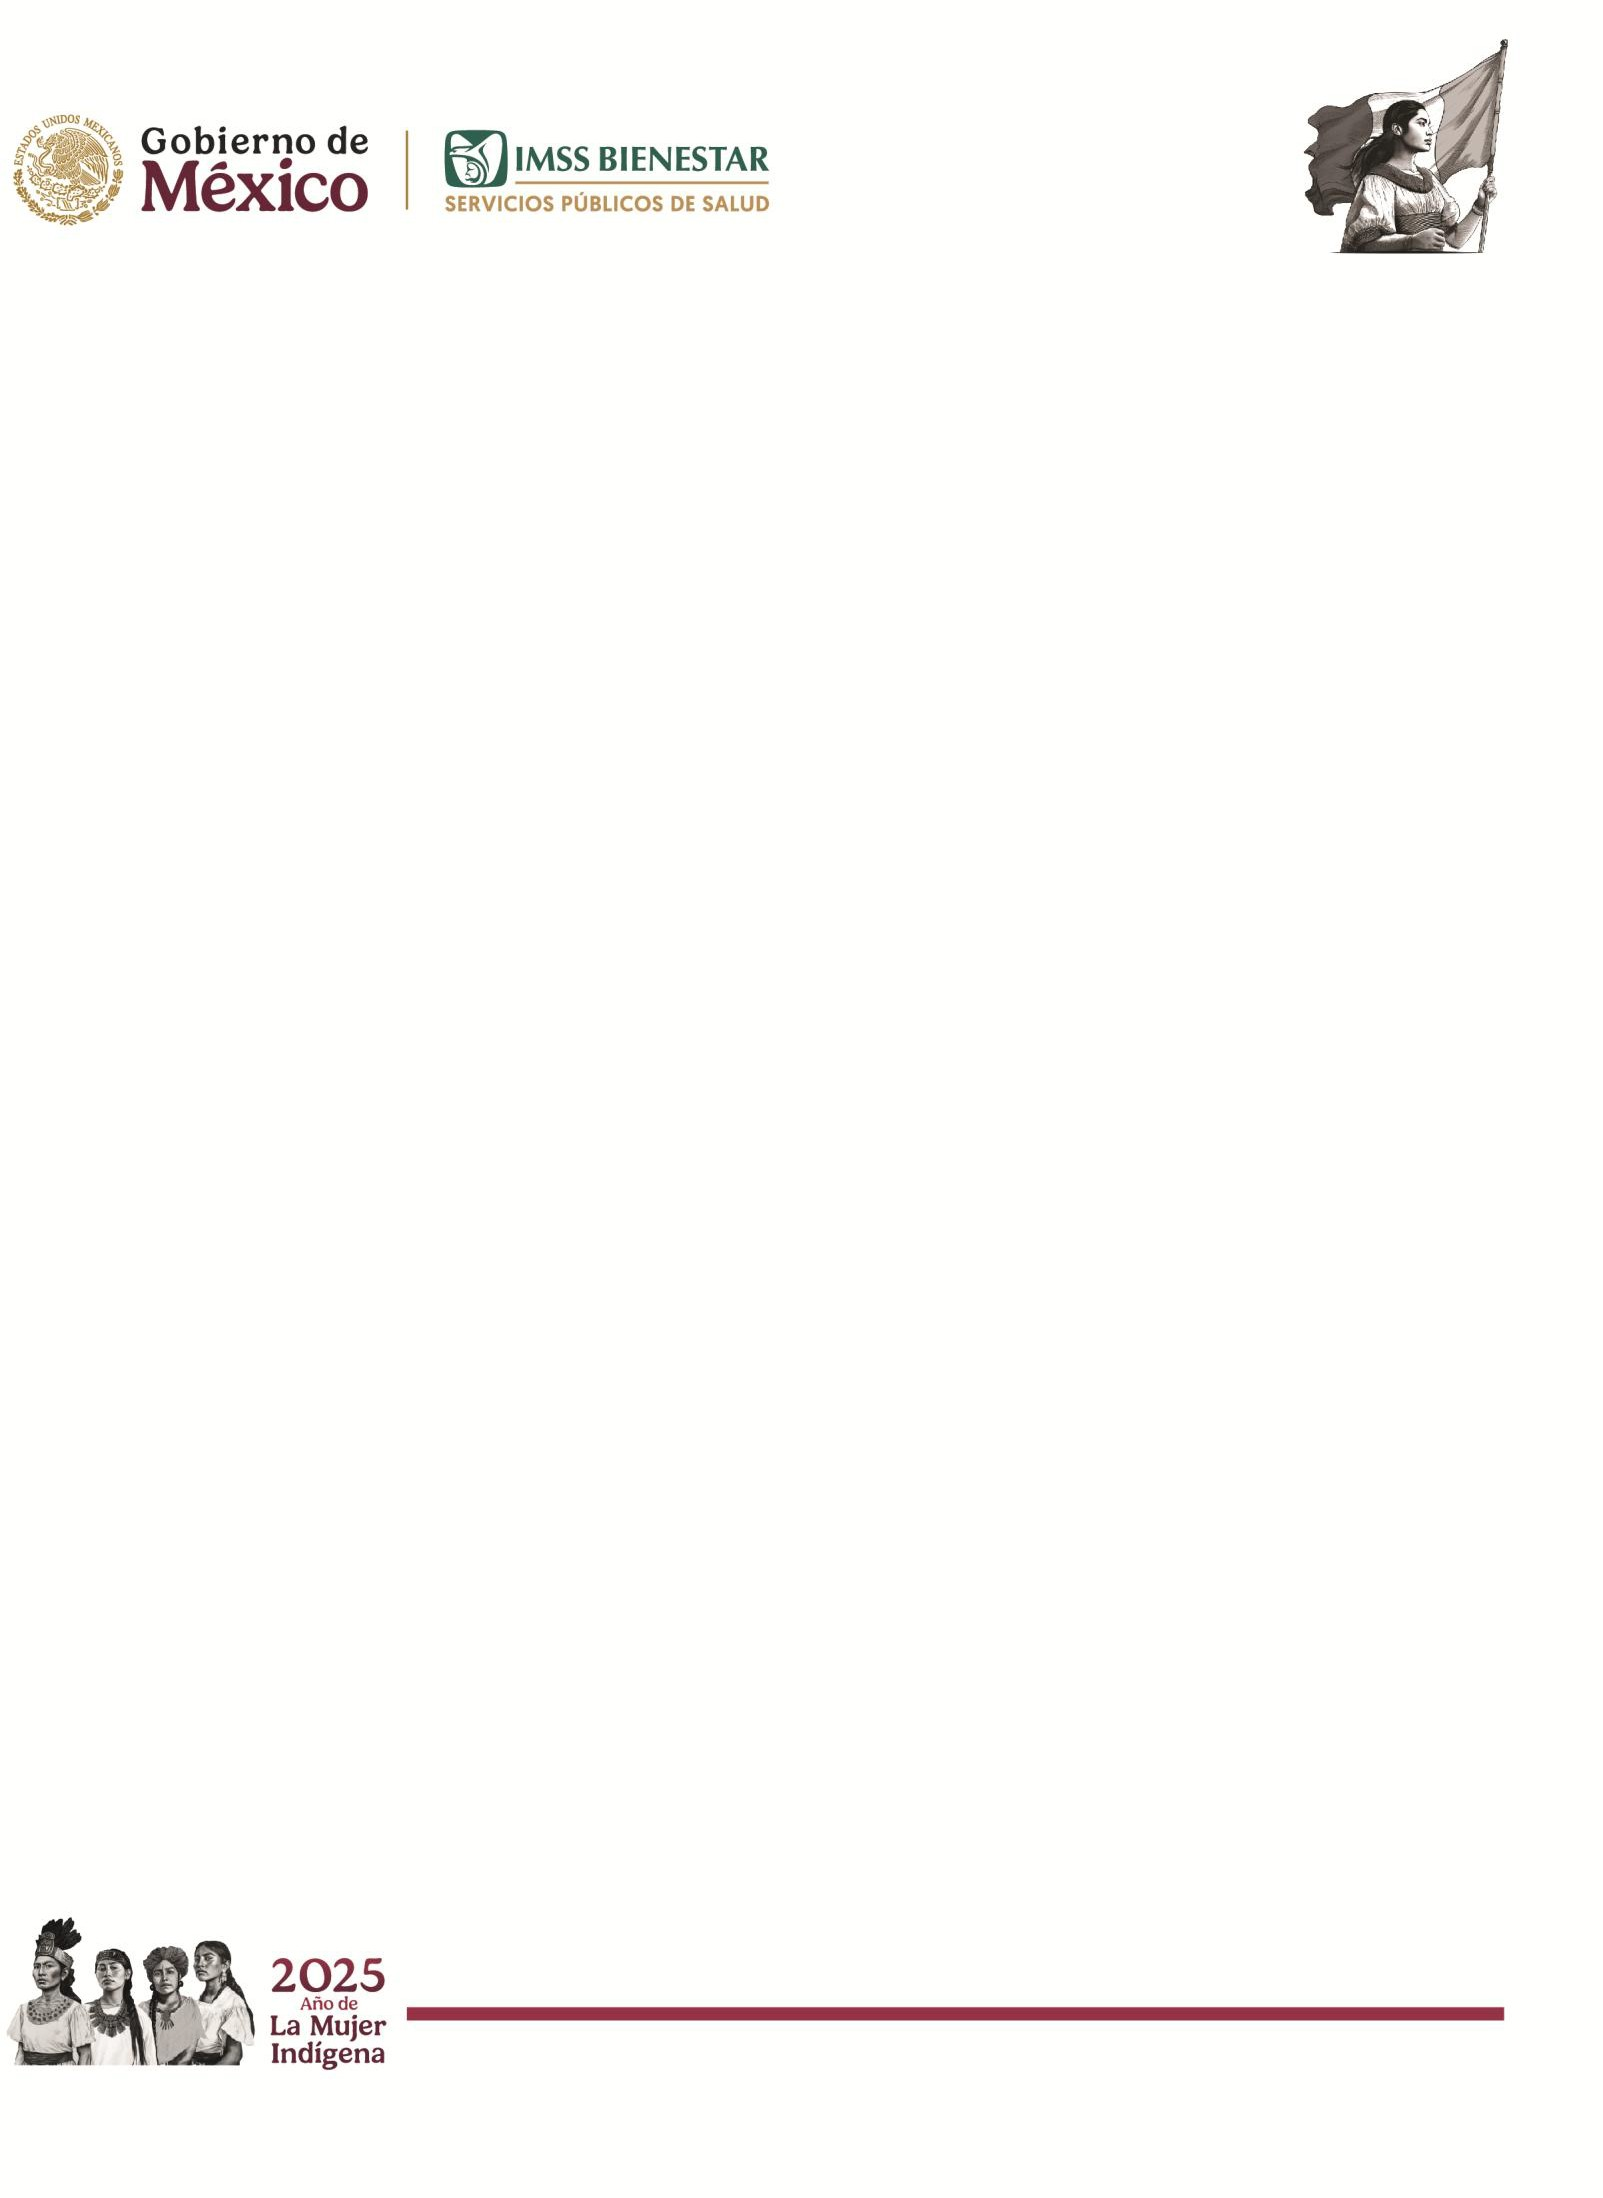 ESTADOS UNIDOS MEXICANOS
Gobierno de
México
IMSS BIENESTAR
SERVICIOS PÚBLICOS DE SALUD
2025
Año de
La Mujer
Indígena